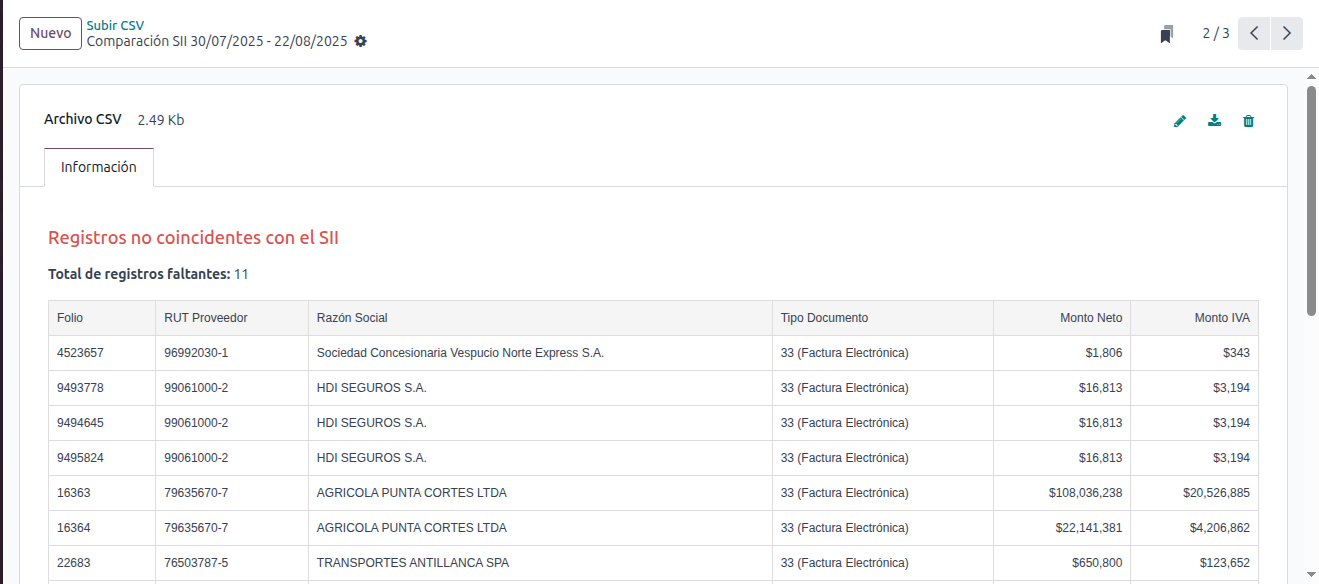 Nuevo
Subir CSV
Comparación SII 30/07/2025 - 22/08/2025
2 / 3
Archivo CSV 2.49 Kb
Información
Registros no coincidentes con el SII
Total de registros faltantes: 11
Folio RUT Proveedor Razón Social Tipo Documento Monto Neto Monto IVA
4523657 96992030-1 Sociedad Concesionaria Vespucio Norte Express S.A. 33 (Factura Electrónica) $1,806 $343
9493778 99061000-2 HDI SEGUROS S.A. 33 (Factura Electrónica) $16,813 $3,194
9494645 99061000-2 HDI SEGUROS S.A. 33 (Factura Electrónica) $16,813 $3,194
9495824 99061000-2 HDI SEGUROS S.A. 33 (Factura Electrónica) $16,813 $3,194
16363 79635670-7 AGRICOLA PUNTA CORTES LTDA 33 (Factura Electrónica) $108,036,238 $20,526,885
16364 79635670-7 AGRICOLA PUNTA CORTES LTDA 33 (Factura Electrónica) $22,141,381 $4,206,862
22683 76503787-5 TRANSPORTES ANTILLANCA SPA 33 (Factura Electrónica) $650,800 $123,652